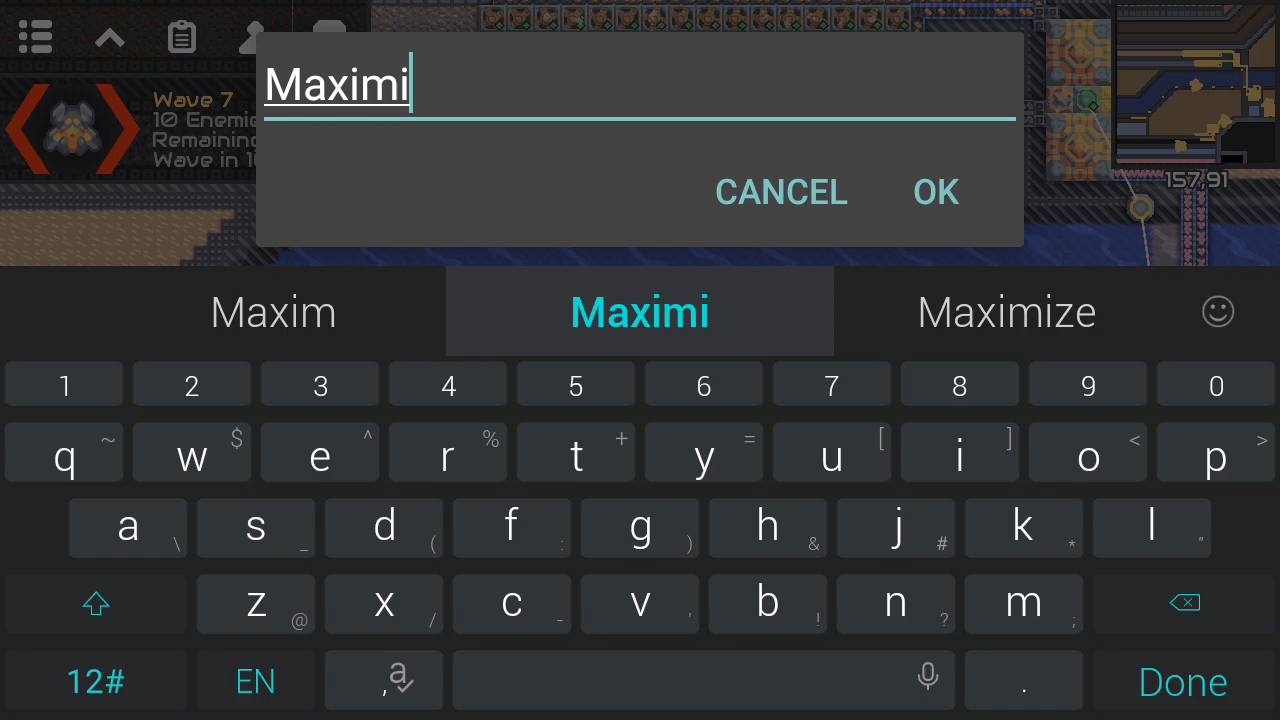 Maximi
Wave 7
10 Enemie
Remaining
Wave in 1
CANCEL OK
157,91
Maxim Maximi Maximize
1 2 3 4 5 6 7 8 9 0
q ~ w $ e ^ r % t + y = u [ i ] o < p >
a \ s _ d ( f : g ) h & j # k * l "
z @ x / c - v ' b ! n ? m ;
12# EN , a . Done